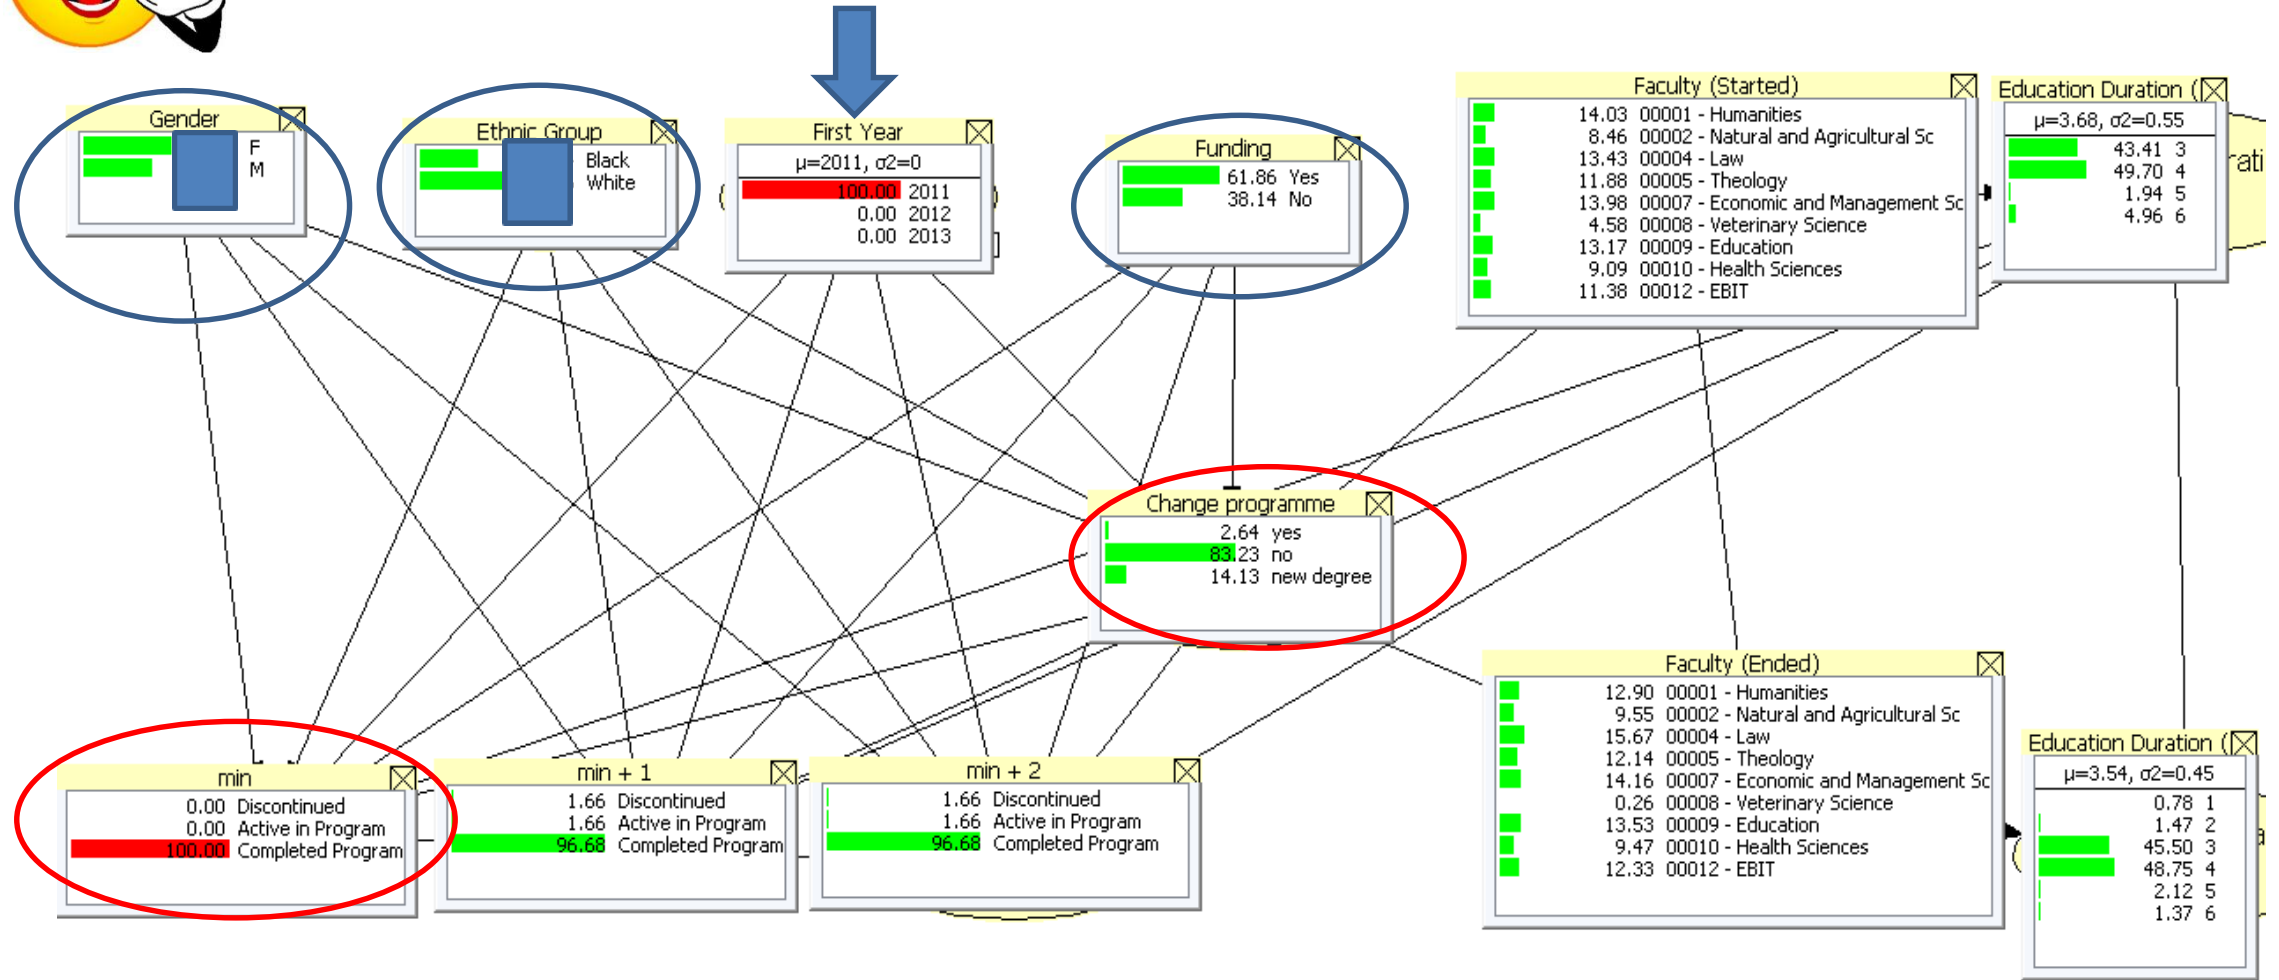 Gender
F
M
Ethnic Group
Black
White
First Year
μ=2011, σ2=0
100.00 2011
0.00 2012
0.00 2013
Funding
61.86 Yes
38.14 No
Faculty (Started)
14.03 00001 - Humanities
8.46 00002 - Natural and Agricultural Sc
13.43 00004 - Law
11.88 00005 - Theology
13.98 00007 - Economic and Management Sc
4.58 00008 - Veterinary Science
13.17 00009 - Education
9.09 00010 - Health Sciences
11.38 00012 - EBIT
Education Duration (
μ=3.68, σ2=0.55
43.41 3
49.70 4
1.94 5
4.96 6
rati
Change programme
2.64 yes
83.23 no
14.13 new degree
min
0.00 Discontinued
0.00 Active in Program
100.00 Completed Program
min + 1
1.66 Discontinued
1.66 Active in Program
96.68 Completed Program
min + 2
1.66 Discontinued
1.66 Active in Program
96.68 Completed Program
Faculty (Ended)
12.90 00001 - Humanities
9.55 00002 - Natural and Agricultural Sc
15.67 00004 - Law
12.14 00005 - Theology
14.16 00007 - Economic and Management Sc
0.26 00008 - Veterinary Science
13.53 00009 - Education
9.47 00010 - Health Sciences
12.33 00012 - EBIT
Education Duration (
μ=3.54, σ2=0.45
0.78 1
1.47 2
45.50 3
48.75 4
2.12 5
1.37 6